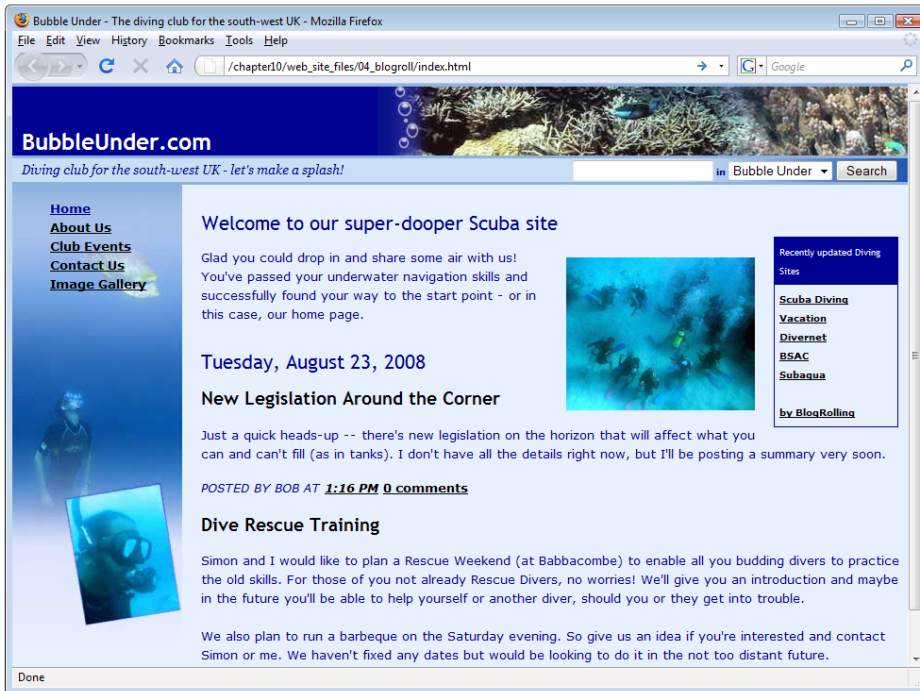 Bubble Under - The diving club for the south-west UK - Mozilla Firefox
File Edit View History Bookmarks Tools Help
/chapter10/web_site_files/04_blogroll/index.html
G Google
BubbleUnder.com
Diving club for the south-west UK - let's make a splash!
in Bubble Under Search
Home
About Us
Club Events
Contact Us
Image Gallery
Welcome to our super-dooper Scuba site
Glad you could drop in and share some air with us!
You've passed your underwater navigation skills and
successfully found your way to the start point - or in
this case, our home page.
Recently updated Diving
Sites
Scuba Diving
Vacation
Divernet
BSAC
Subaqua
by BlogRolling
Tuesday, August 23, 2008
New Legislation Around the Corner
Just a quick heads-up -- there's new legislation on the horizon that will affect what you
can and can't fill (as in tanks). I don't have all the details right now, but I'll be posting a summary very soon.
POSTED BY BOB AT 1:16 PM 0 comments
Dive Rescue Training
Simon and I would like to plan a Rescue Weekend (at Babbacombe) to enable all you budding divers to practice
the old skills. For those of you not already Rescue Divers, no worries! We'll give you an introduction and maybe
in the future you'll be able to help yourself or another diver, should you or they get into trouble.
We also plan to run a barbeque on the Saturday evening. So give us an idea if you're interested and contact
Simon or me. We haven't fixed any dates but would be looking to do it in the not too distant future.
Done